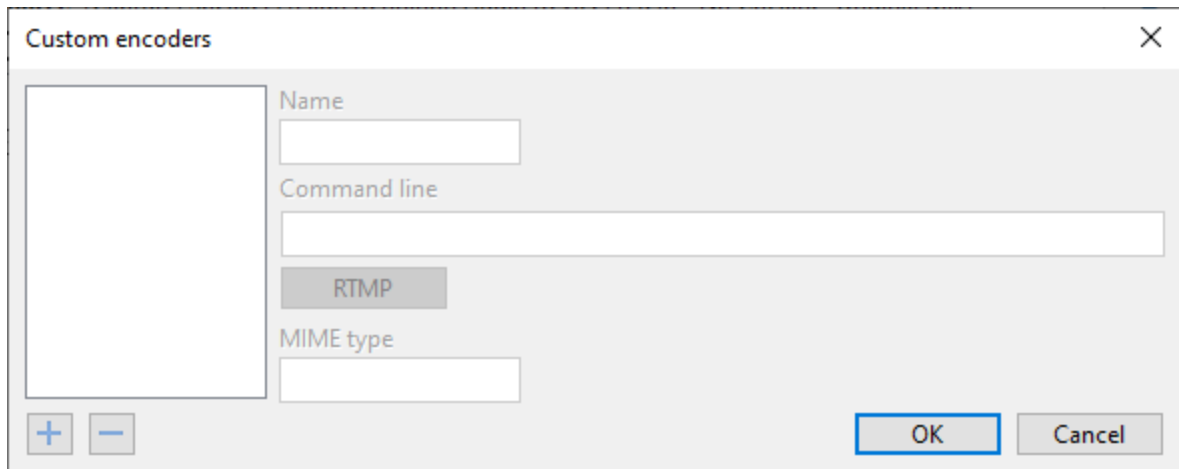 Custom encoders
Name
Command line
RTMP
MIME type
OK
Cancel